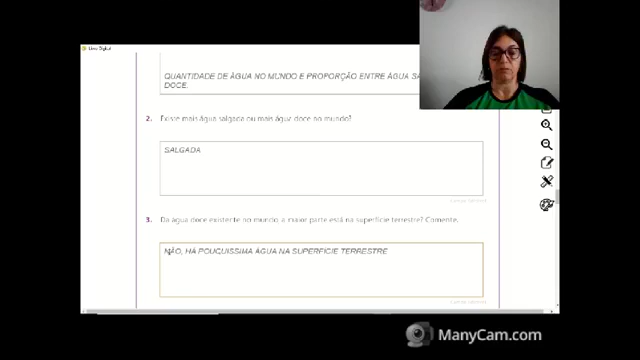 Livro Digital
QUANTIDADE DE ÁGUA NO MUNDO E PROPORÇÃO ENTRE ÁGUA
DOCE.
2. Existe mais água salgada ou mais água doce no mundo?
SALGADA
3. Da água doce existente no mundo, a maior parte está na superfície terrestre? Comente.
NÃO, HÁ POUQUISSIMA ÁGUA NA SUPERFÍCIE TERRESTRE
ManyCam.com